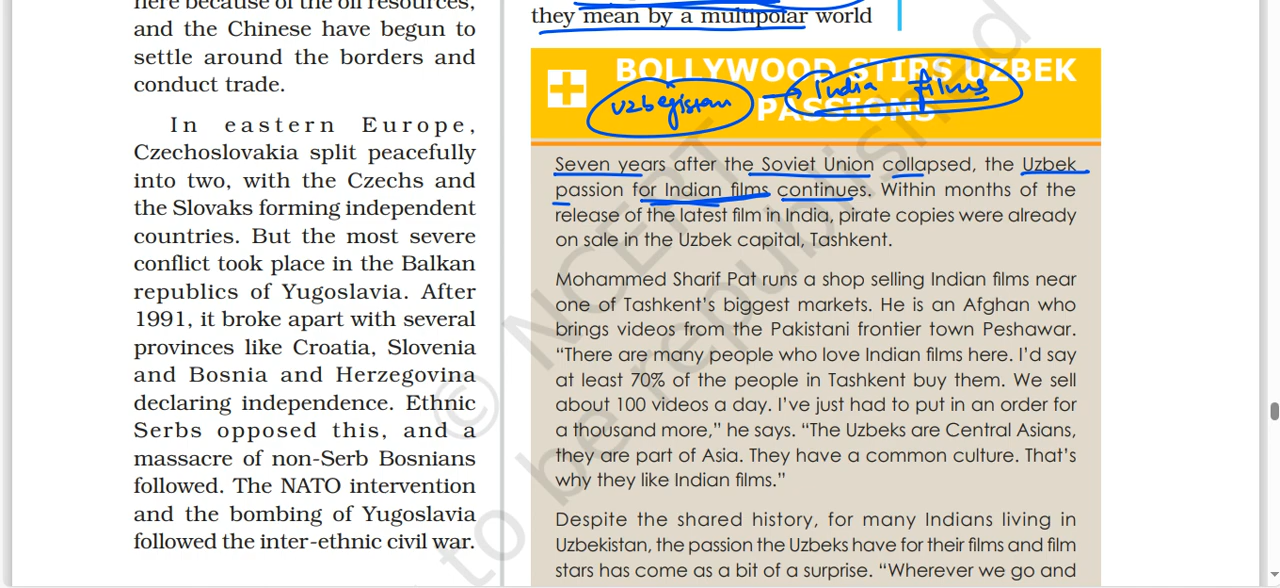 here because of the oil resources,
and the Chinese have begun to
settle around the borders and
conduct trade.
In eastern Europe,
Czechoslovakia split peacefully
into two, with the Czechs and
the Slovaks forming independent
countries. But the most severe
conflict took place in the Balkan
republics of Yugoslavia. After
1991, it broke apart with several
provinces like Croatia, Slovenia
and Bosnia and Herzegovina
declaring independence. Ethnic
Serbs opposed this, and a
massacre of non-Serb Bosnians
followed. The NATO intervention
and the bombing of Yugoslavia
followed the inter-ethnic civil war.
they mean by a multipolar world
BOLLYWOOD STIRS UZBEK
PASSIONS
Uzbegistan → India films
Seven years after the Soviet Union collapsed, the Uzbek
passion for Indian films continues. Within months of the
release of the latest film in India, pirate copies were already
on sale in the Uzbek capital, Tashkent.
Mohammed Sharif Pat runs a shop selling Indian films near
one of Tashkent’s biggest markets. He is an Afghan who
brings videos from the Pakistani frontier town Peshawar.
“There are many people who love Indian films here. I’d say
at least 70% of the people in Tashkent buy them. We sell
about 100 videos a day. I’ve just had to put in an order for
a thousand more,” he says. “The Uzbeks are Central Asians,
they are part of Asia. They have a common culture. That’s
why they like Indian films.”
Despite the shared history, for many Indians living in
Uzbekistan, the passion the Uzbeks have for their films and film
stars has come as a bit of a surprise. “Wherever we go and
© NCERT
to be republished